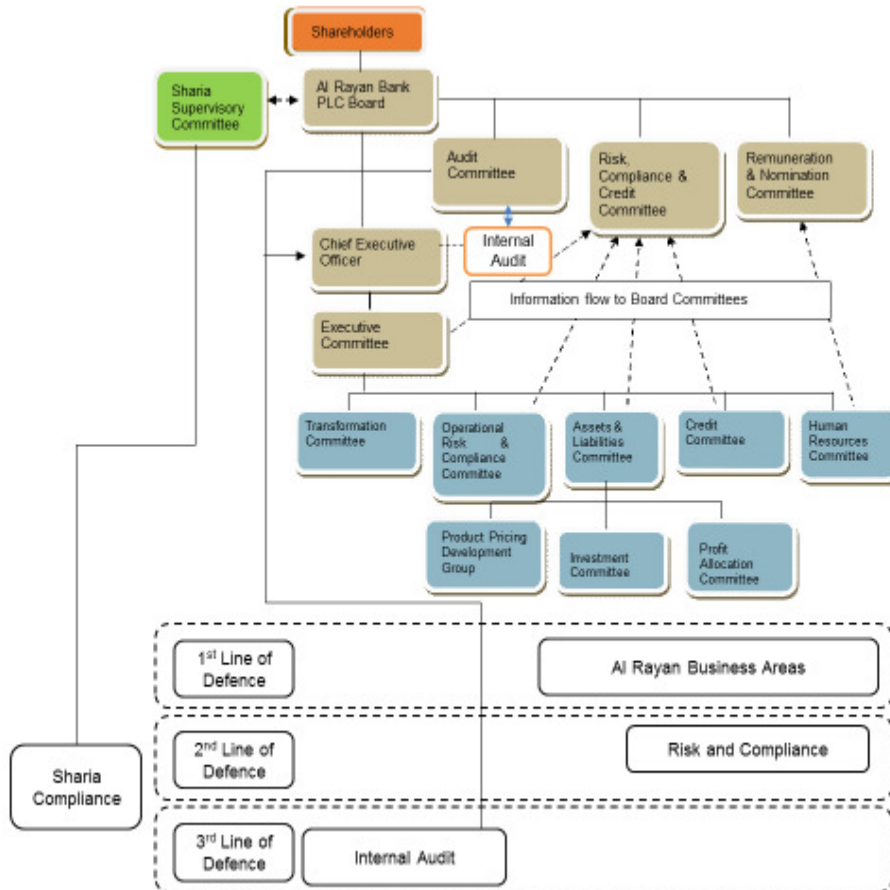 Shareholders
Sharia
Supervisory
Committee
Al Rayan Bank
PLC Board
Audit
Committee
Risk,
Compliance &
Credit
Committee
Remuneration
& Nomination
Committee
Chief Executive
Officer
Internal
Audit
Information flow to Board Committees
Executive
Committee
Transformation
Committee
Operational
Risk &
Compliance
Committee
Assets &
Liabilities
Committee
Credit
Committee
Human
Resources
Committee
Product Pricing
Development
Group
Investment
Committee
Profit
Allocation
Committee
1st Line of
Defence
Al Rayan Business Areas
2nd Line of
Defence
Risk and Compliance
Sharia
Compliance
3rd Line of
Defence
Internal Audit